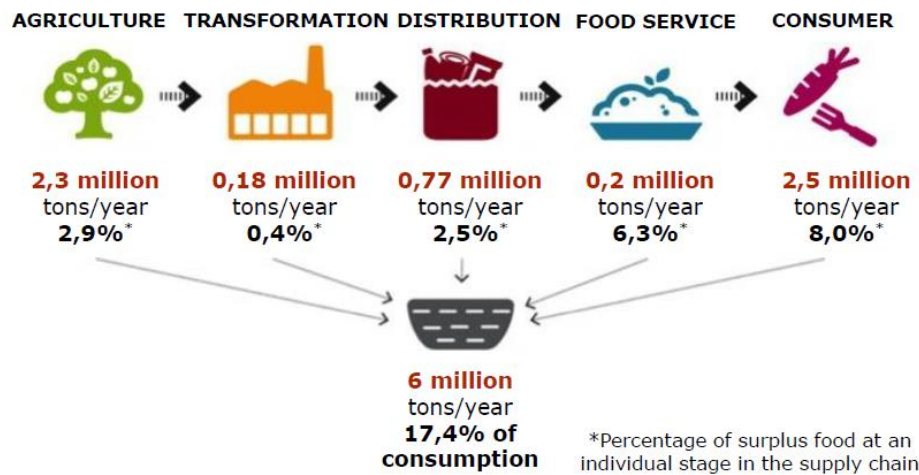 AGRICULTURE TRANSFORMATION DISTRIBUTION FOOD SERVICE CONSUMER
2,3 million
tons/year
2,9%*
0,18 million
tons/year
0,4%*
0,77 million
tons/year
2,5%*
0,2 million
tons/year
6,3%*
2,5 million
tons/year
8,0%*
6 million
tons/year
17,4% of
consumption
*Percentage of surplus food at an
individual stage in the supply chain